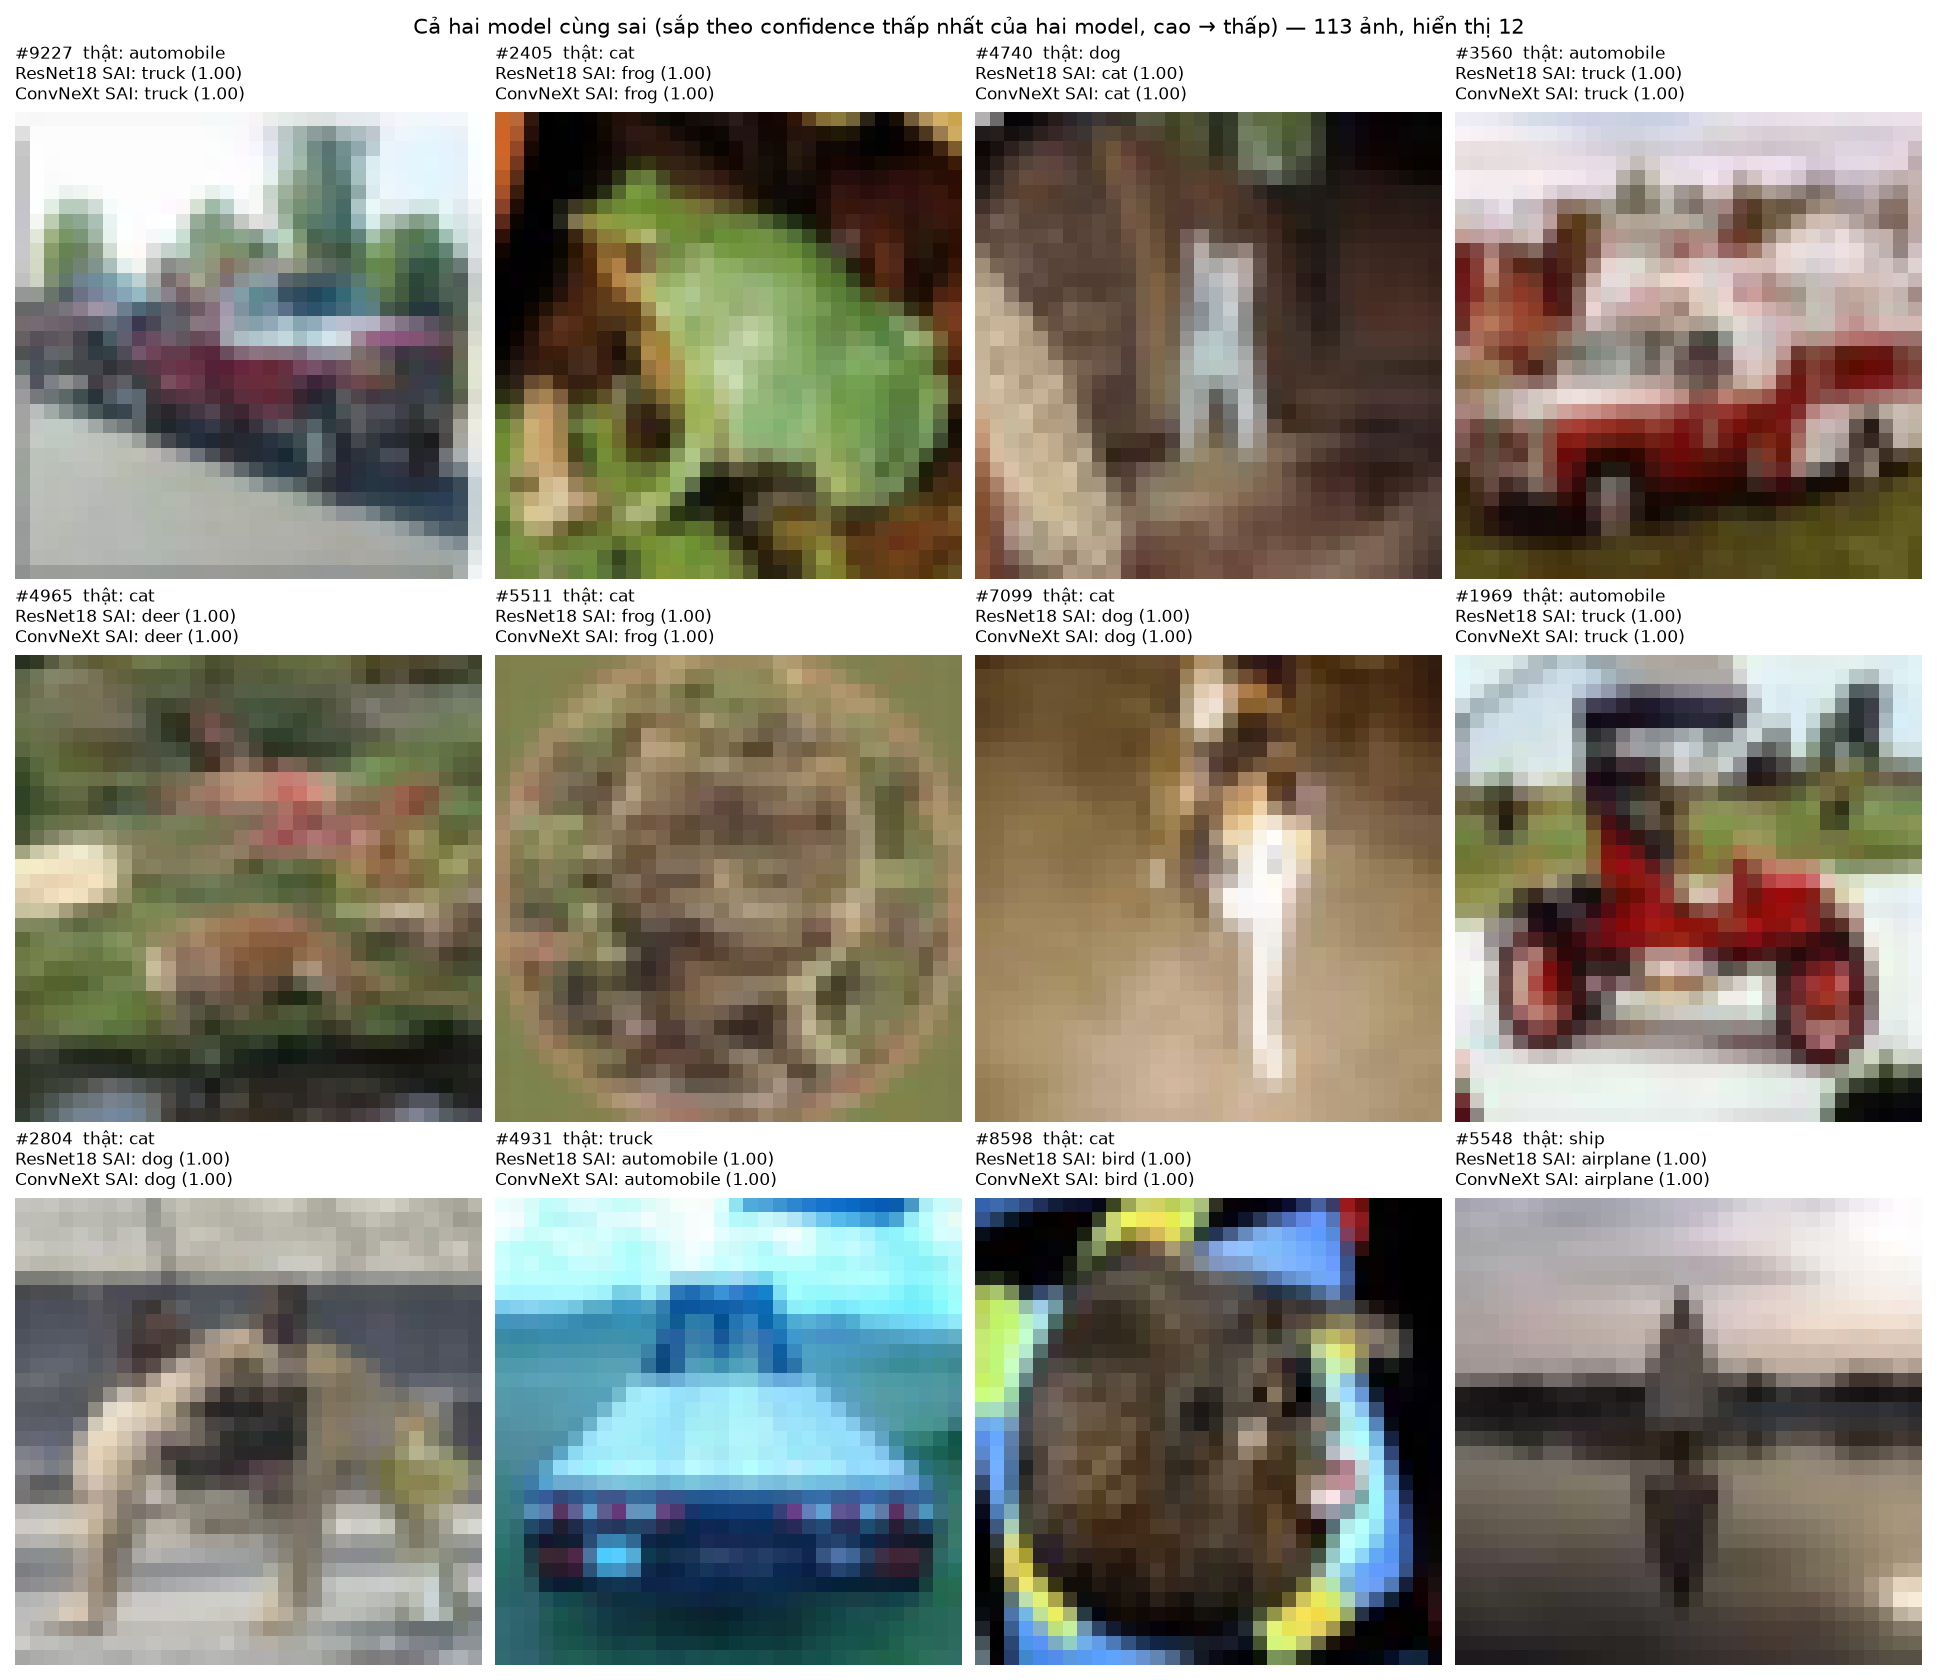 Cả hai model cùng sai (sắp theo confidence thấp nhất của hai model, cao → thấp) — 113 ảnh, hiển thị 12
#9227 thật: automobile
ResNet18 SAI: truck (1.00)
ConvNeXt SAI: truck (1.00)
#2405 thật: cat
ResNet18 SAI: frog (1.00)
ConvNeXt SAI: frog (1.00)
#4740 thật: dog
ResNet18 SAI: cat (1.00)
ConvNeXt SAI: cat (1.00)
#3560 thật: automobile
ResNet18 SAI: truck (1.00)
ConvNeXt SAI: truck (1.00)
#4965 thật: cat
ResNet18 SAI: deer (1.00)
ConvNeXt SAI: deer (1.00)
#5511 thật: cat
ResNet18 SAI: frog (1.00)
ConvNeXt SAI: frog (1.00)
#7099 thật: cat
ResNet18 SAI: dog (1.00)
ConvNeXt SAI: dog (1.00)
#1969 thật: automobile
ResNet18 SAI: truck (1.00)
ConvNeXt SAI: truck (1.00)
#2804 thật: cat
ResNet18 SAI: dog (1.00)
ConvNeXt SAI: dog (1.00)
#4931 thật: truck
ResNet18 SAI: automobile (1.00)
ConvNeXt SAI: automobile (1.00)
#8598 thật: cat
ResNet18 SAI: bird (1.00)
ConvNeXt SAI: bird (1.00)
#5548 thật: ship
ResNet18 SAI: airplane (1.00)
ConvNeXt SAI: airplane (1.00)